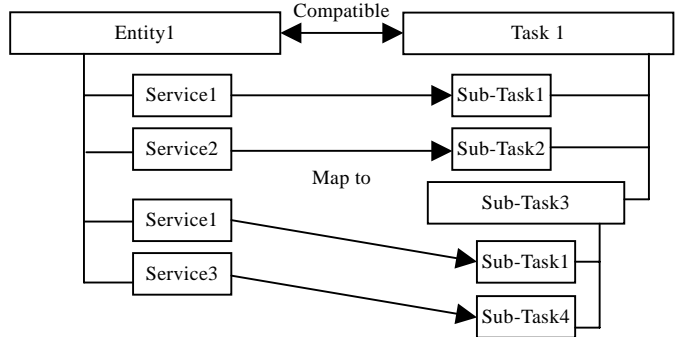 Compatible
Entity1
Task 1
Service1
Sub-Task1
Service2
Sub-Task2
Map to
Sub-Task3
Service1
Sub-Task1
Service3
Sub-Task4